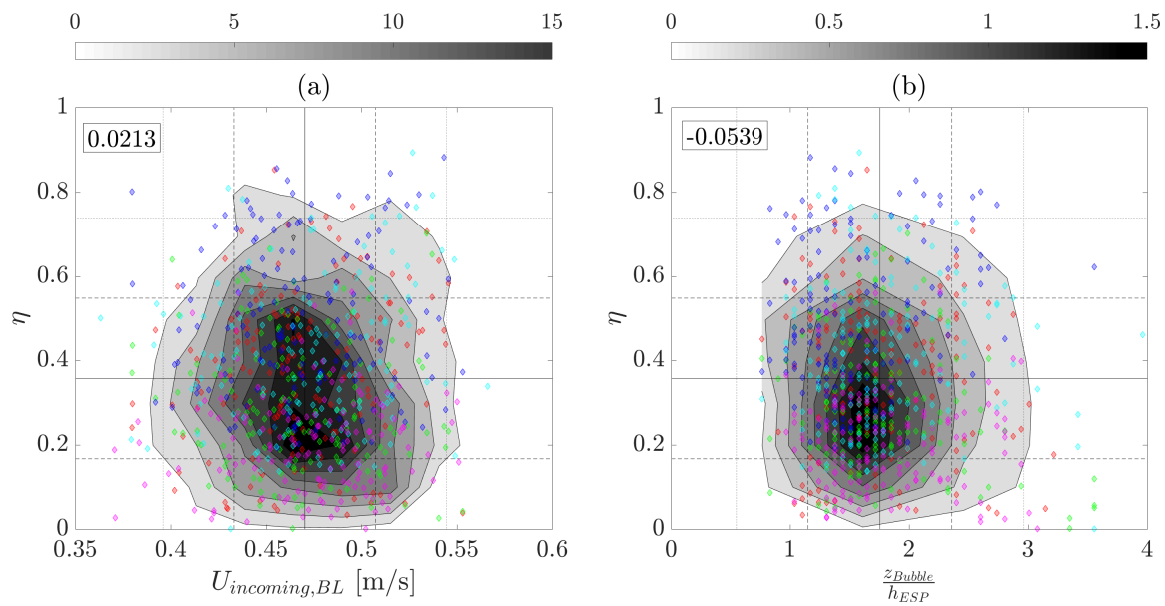 0 5 10 15
0 0.5 1 1.5
(a)
(b)
1
0.8
0.6
0.4
0.2
0
η
0.0213
0.35 0.4 0.45 0.5 0.55 0.6
U_{incoming,BL} [m/s]
1
0.8
0.6
0.4
0.2
0
η
-0.0539
0 1 2 3 4
z_{Bubble}
h_{ESP}